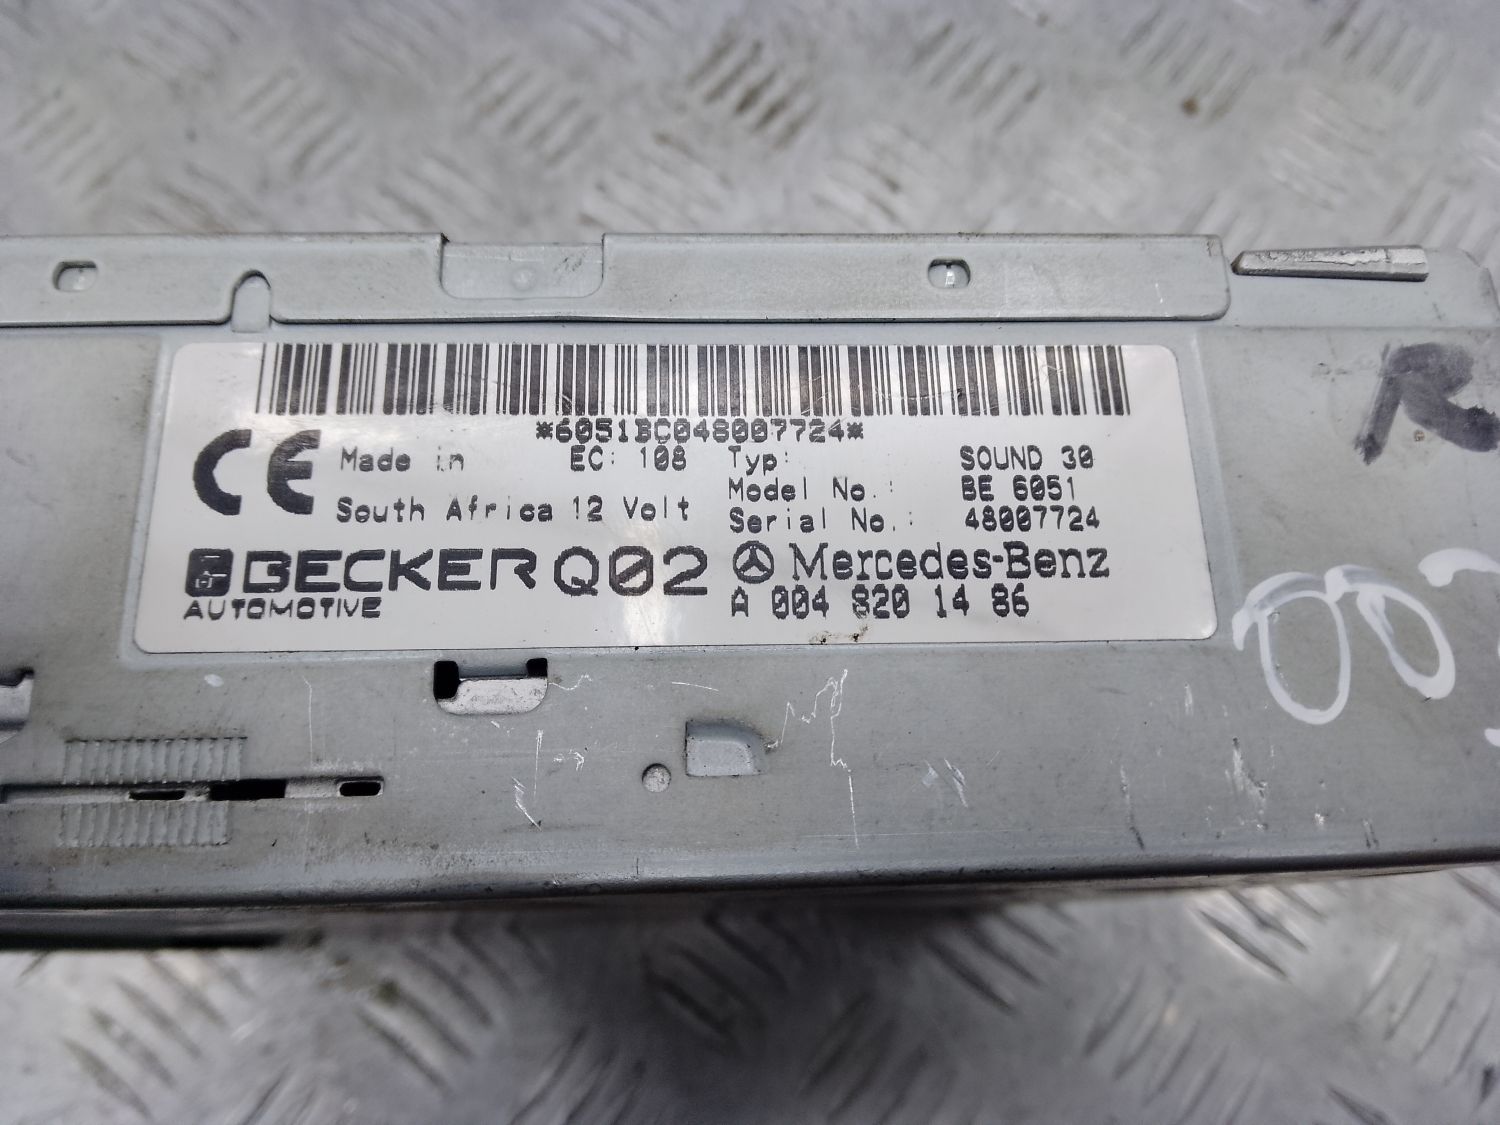 *6051BC048007724*
CE
Made in EC: 108
South Africa 12 Volt
Typ: SOUND 30
Model No.: BE 6051
Serial No.: 48007724
BECKER Q02
AUTOMOTIVE
Mercedes-Benz
A 004 820 14 86
R
00